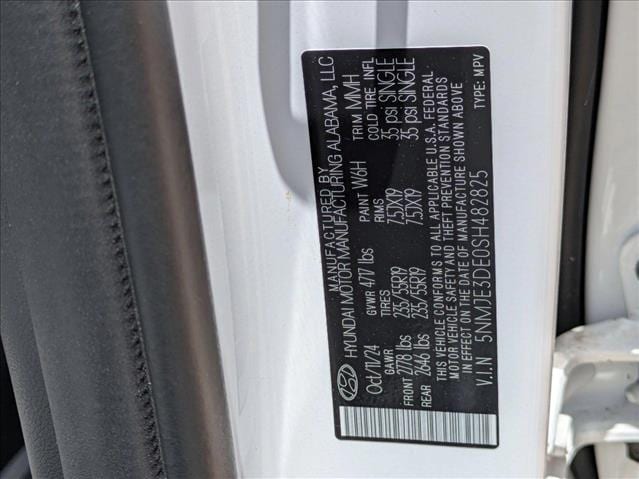 MANUFACTURED BY
HYUNDAI MOTOR MANUFACTURING ALABAMA, LLC
Oct/11/24 GVWR 4717 lbs PAINT W6H TRIM MMH
GAWR TIRES RIMS COLD TIRE INFL
FRONT 2778 lbs 235/55R19 7.5JX19 35 psi SINGLE
REAR 2646 lbs 235/55R19 7.5JX19 35 psi SINGLE
THIS VEHICLE CONFORMS TO ALL APPLICABLE U.S.A. FEDERAL
MOTOR VEHICLE SAFETY AND THEFT PREVENTION STANDARDS
IN EFFECT ON THE DATE OF MANUFACTURE SHOWN ABOVE
V.I.N 5NMJE3DE0SH482825 TYPE: MPV